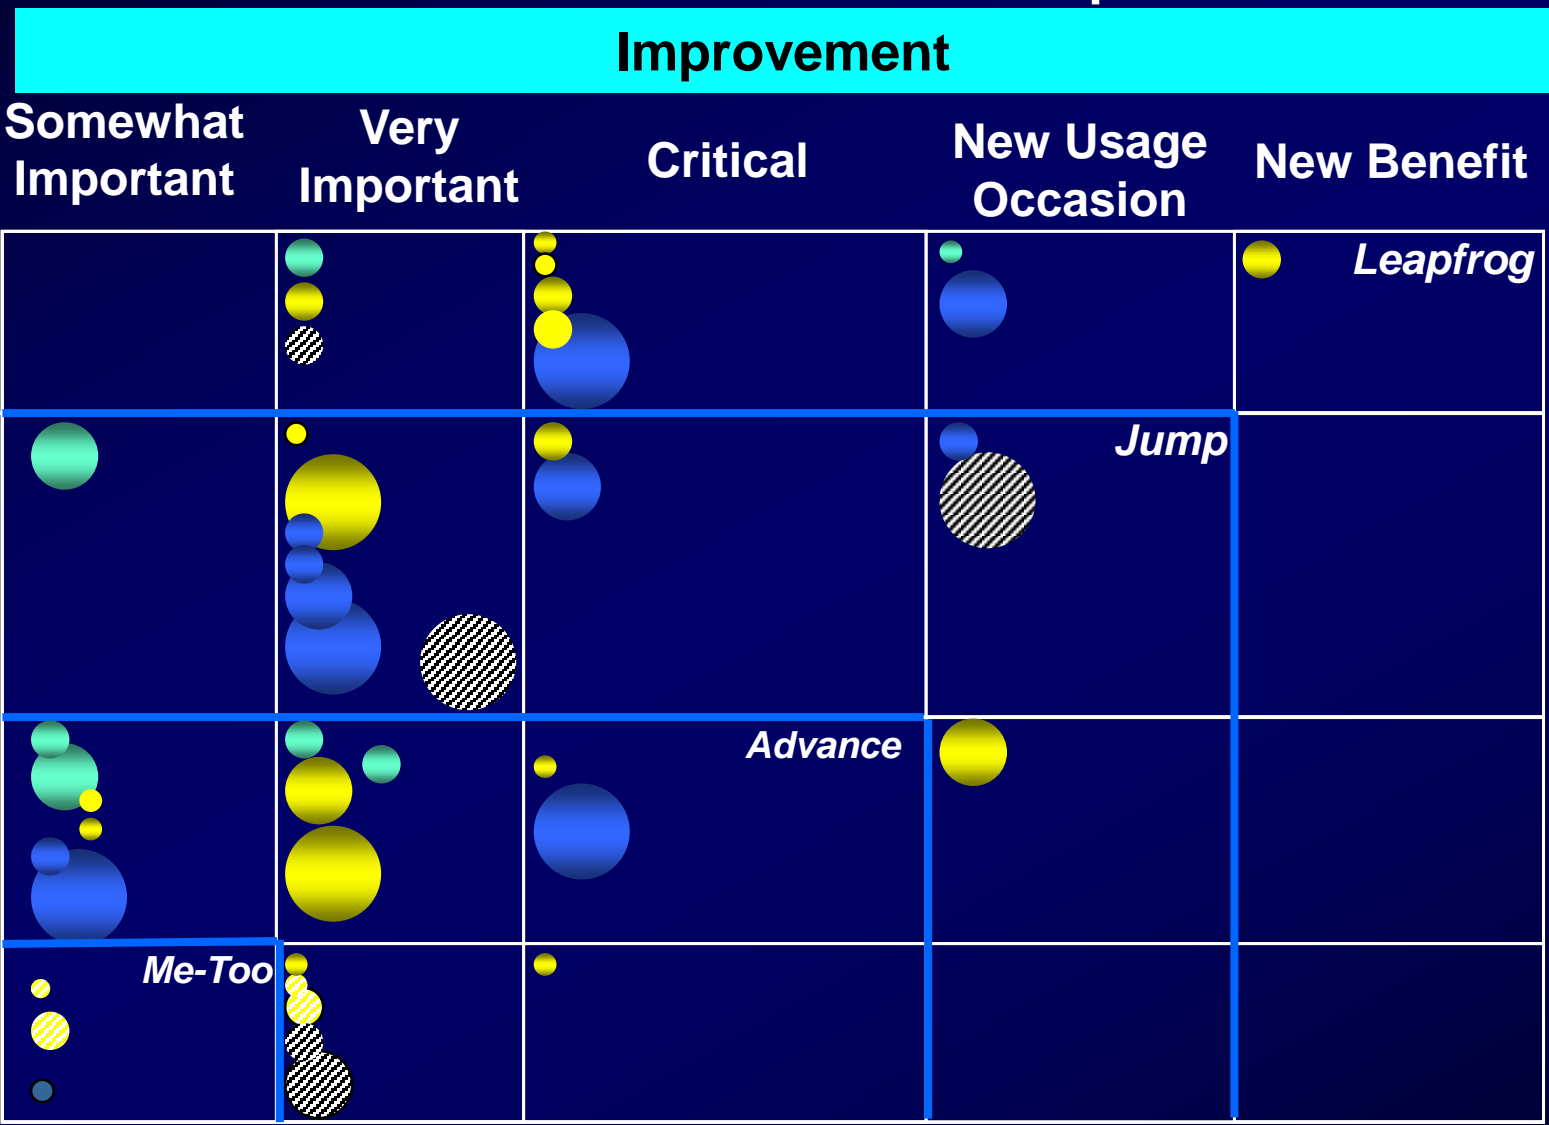 Improvement
Somewhat
Important
Very
Important
Critical
New Usage
Occasion
New Benefit
Leapfrog
Jump
Advance
Me-Too